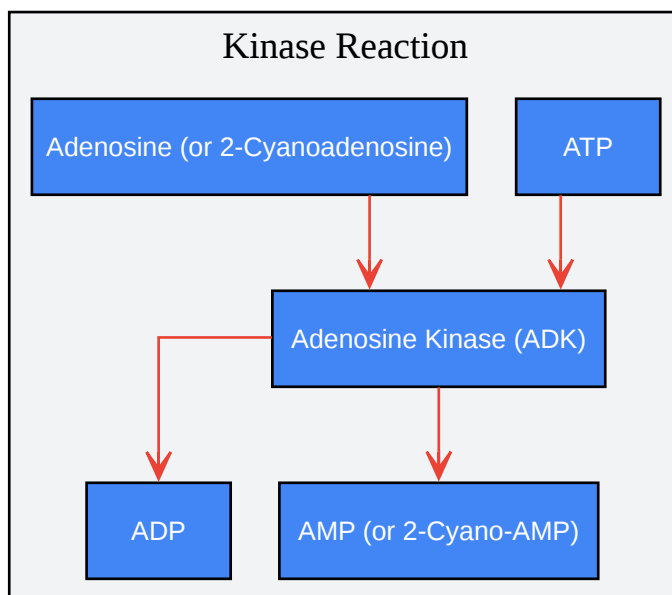 Kinase Reaction
Adenosine (or 2-Cyanoadenosine)
ATP
Adenosine Kinase (ADK)
ADP
AMP (or 2-Cyano-AMP)